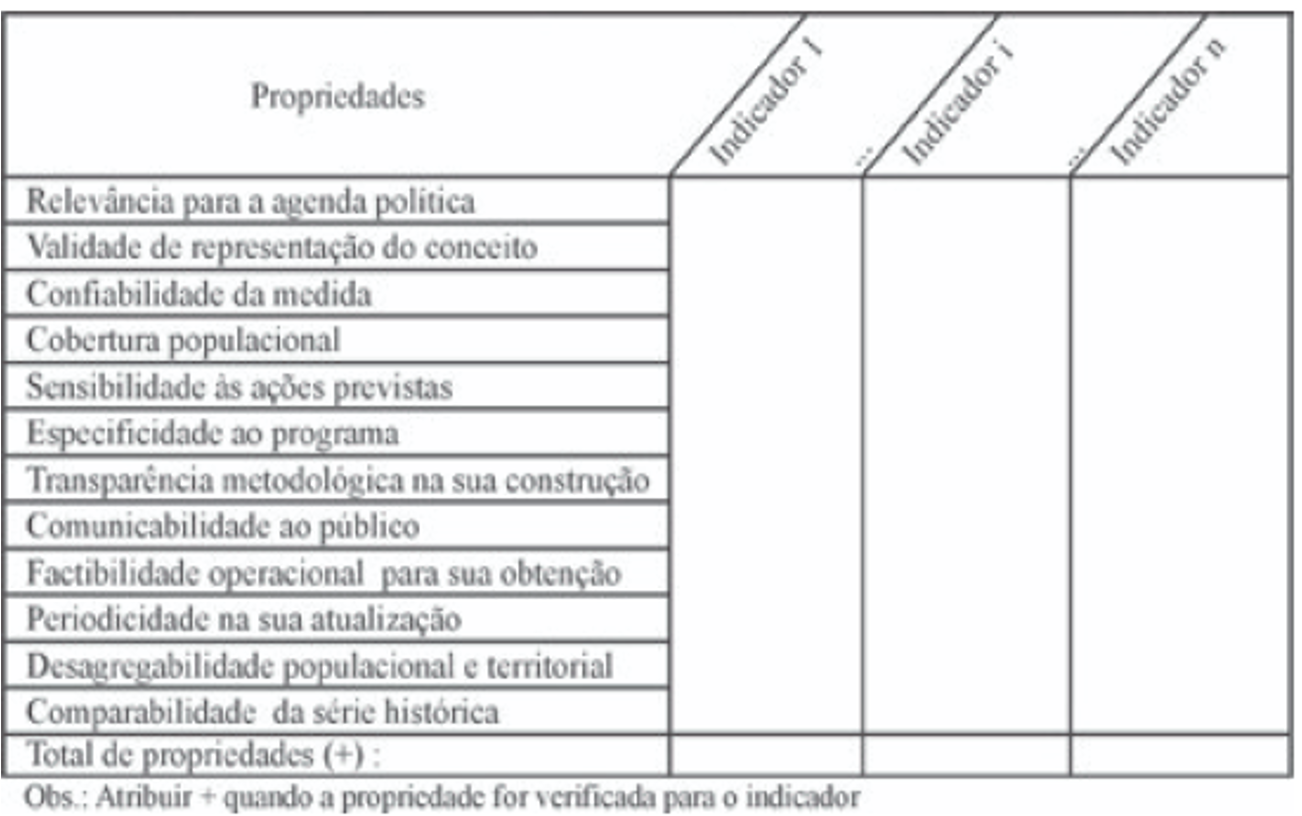 Propriedades
Indicador 1
...
Indicador i
...
Indicador n
Relevância para a agenda política
Validade de representação do conceito
Confiabilidade da medida
Cobertura populacional
Sensibilidade às ações previstas
Especificidade ao programa
Transparência metodológica na sua construção
Comunicabilidade ao público
Factibilidade operacional para sua obtenção
Periodicidade na sua atualização
Desagregabilidade populacional e territorial
Comparabilidade da série histórica
Total de propriedades (+) :
Obs.: Atribuir + quando a propriedade for verificada para o indicador